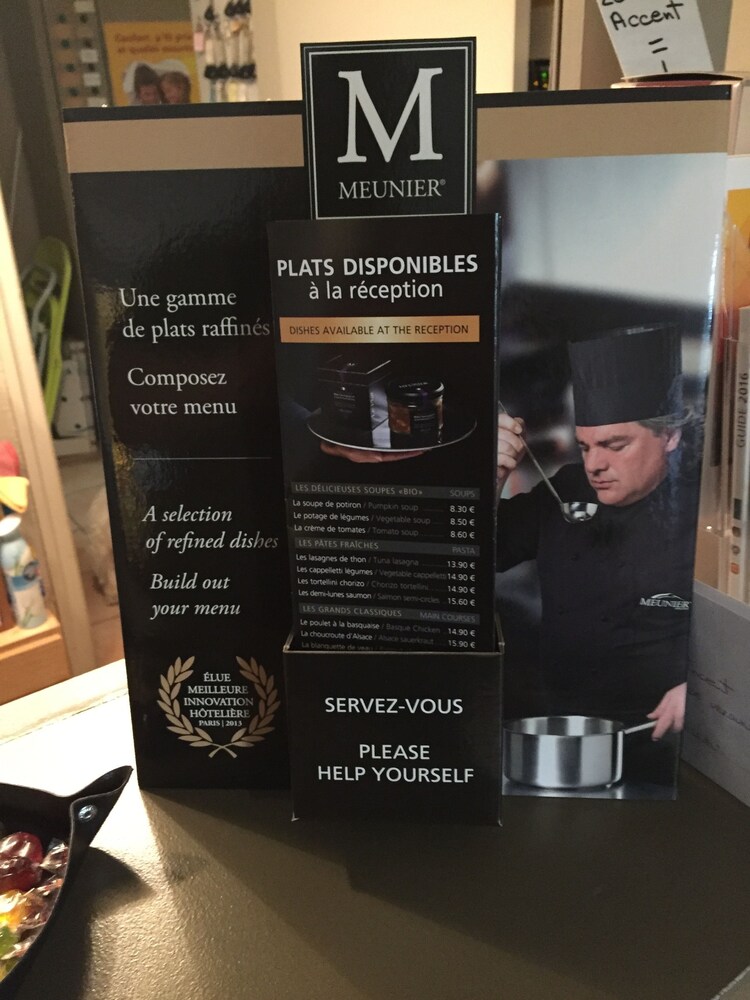 Accent
=
M
MEUNIER®
PLATS DISPONIBLES
à la réception
DISHES AVAILABLE AT THE RECEPTION
Une gamme
de plats raffinés
Composez
votre menu
A selection
of refined dishes
Build out
your menu
ÉLUE
MEILLEURE
INNOVATION
HÔTELIÈRE
PARIS | 2013
LES DÉLICIEUSES SOUPES «BIO» SOUPS
La soupe de potiron / Pumpkin soup 8.30 €
Le potage de légumes / Vegetable soup 8.50 €
La crème de tomates / Tomato soup 8.60 €
LES PÂTES FRAÎCHES PASTA
Les lasagnes de thon / Tuna lasagna 13.90 €
Les cappelletti légumes / Vegetable cappelletti 14.90 €
Les tortellini chorizo / Chorizo tortellini 14.90 €
Les demi-lunes saumon / Salmon semi-circles 15.60 €
LES GRANDS CLASSIQUES MAIN COURSES
Le poulet à la basquaise / Basque Chicken 14.90 €
La choucroute d'Alsace / Alsace sauerkraut 15.90 €
La blanquette de veau
SERVEZ-VOUS
PLEASE
HELP YOURSELF
MEUNIER
GUIDE 2016